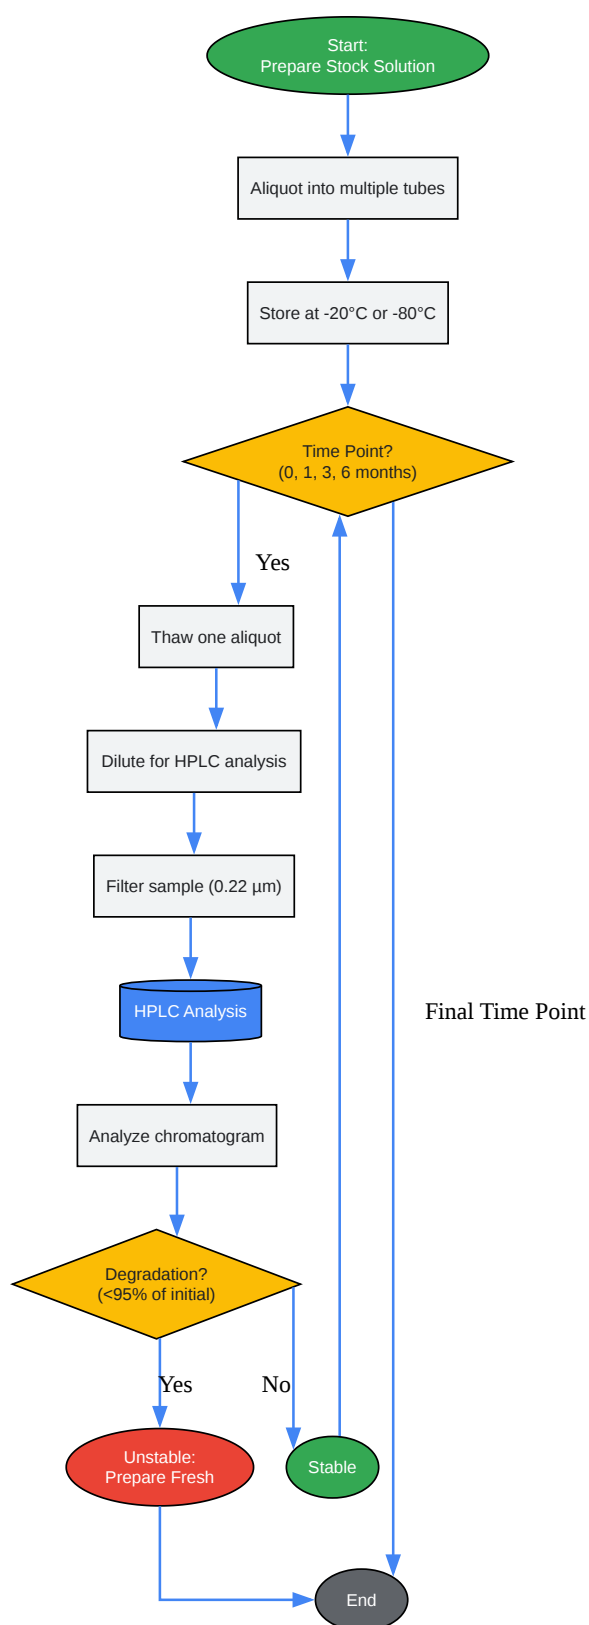 Start:
Prepare Stock Solution
Aliquot into multiple tubes
Store at -20°C or -80°C
Time Point?
(0, 1, 3, 6 months)
Yes
Thaw one aliquot
Dilute for HPLC analysis
Filter sample (0.22 µm)
HPLC Analysis
Final Time Point
Analyze chromatogram
Degradation?
(<95% of initial)
Yes
No
Unstable:
Prepare Fresh
Stable
End